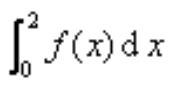 ∫₀² f(x) d x